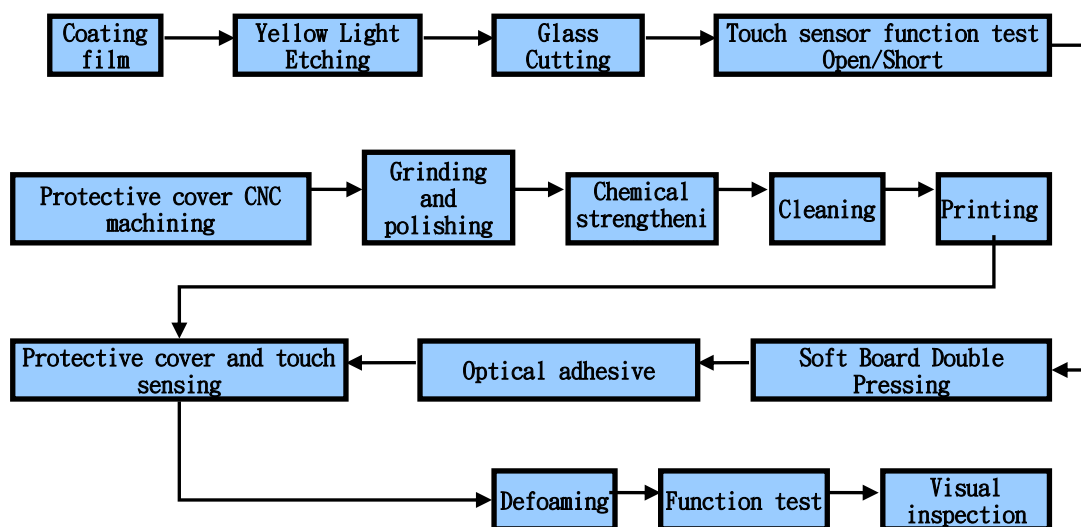 Coating
film
Yellow Light
Etching
Glass
Cutting
Touch sensor function test
Open/Short
Protective cover CNC
machining
Grinding
and
polishing
Chemical
strengtheni
Cleaning
Printing
Protective cover and touch
sensing
Optical adhesive
Soft Board Double
Pressing
Defoaming
Function test
Visual
inspection